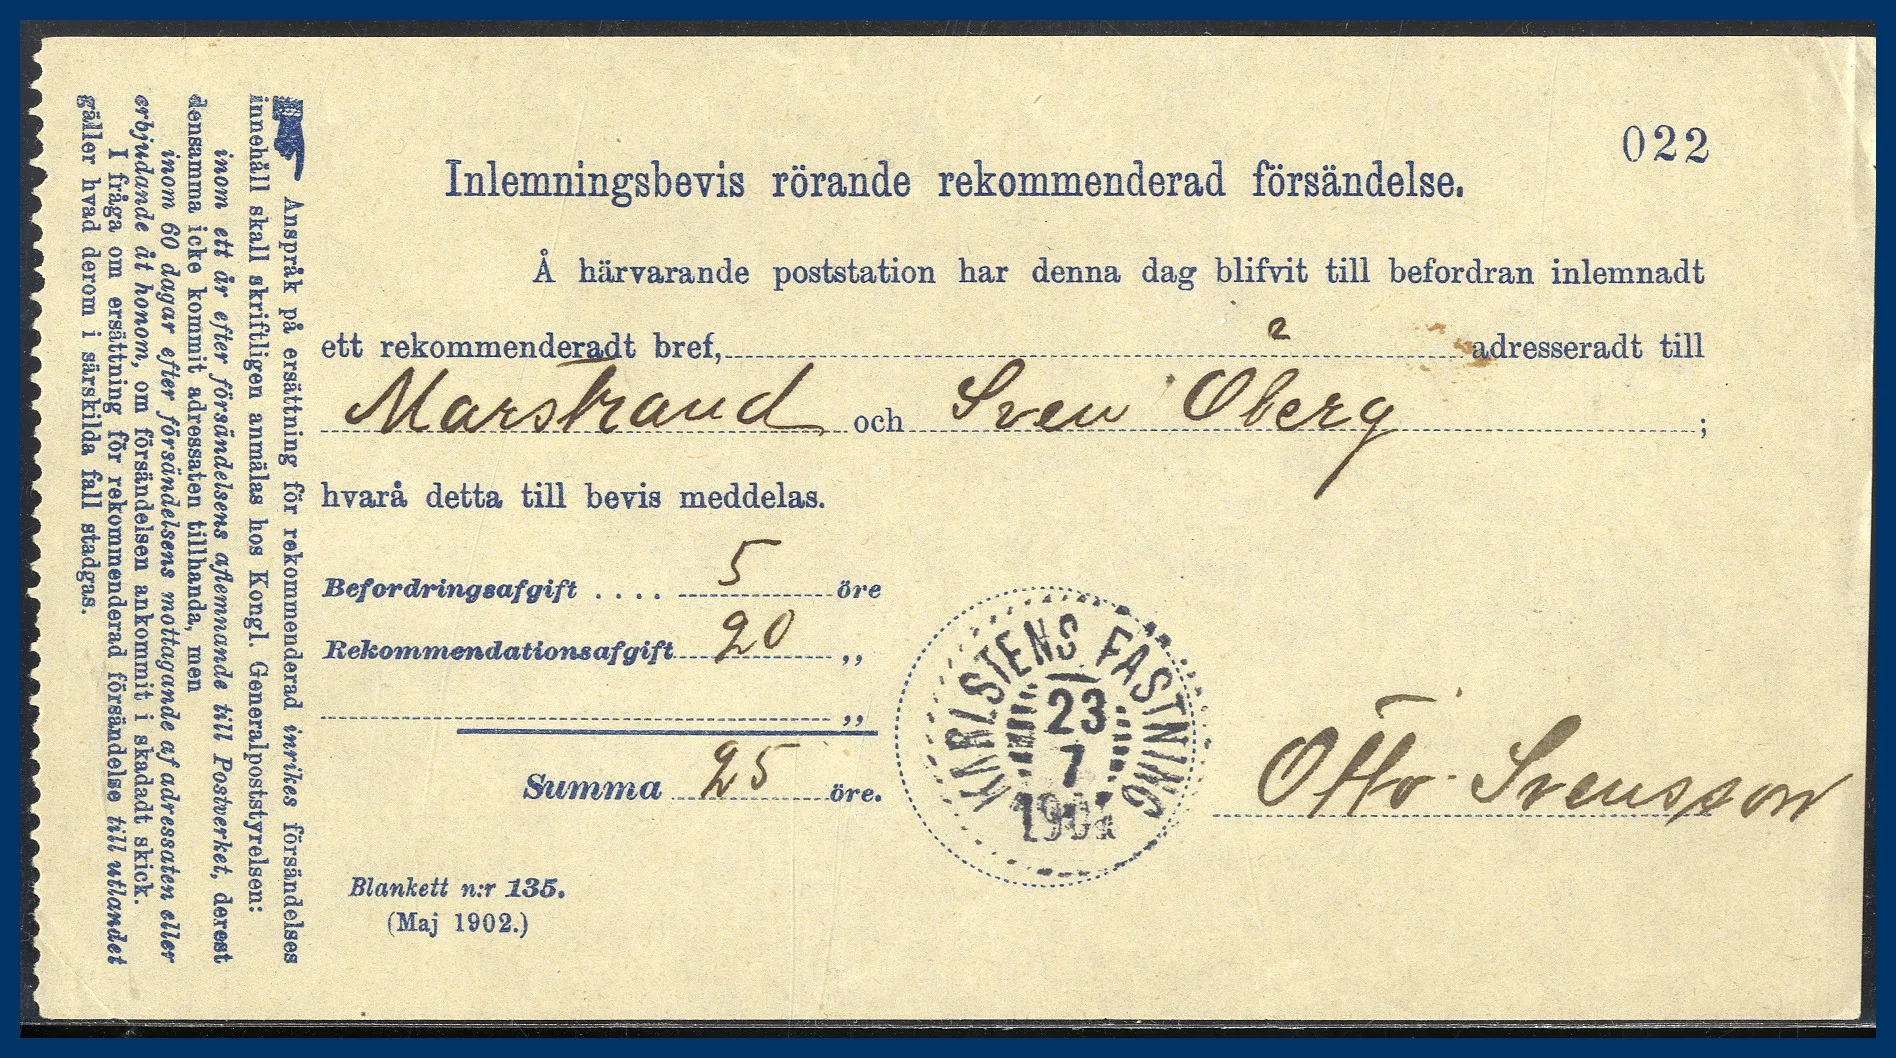 022
Inlemningsbevis rörande rekommenderad försändelse.
Å härvarande poststation har denna dag blifvit till befordran inlemnadt
ett rekommenderadt bref, adresseradt till
Marstrand och Sven Öberg ;
hvarå detta till bevis meddelas.
Befordringsafgift . . . . 5 öre
Rekommendationsafgift 20 „
„
Summa 25 öre.
KARLSTENS FÄSTNING
23
7
Otto Svensson
Blankett n:r 135.
(Maj 1902.)
Anspråk på ersättning för rekommenderad inrikes försändelses
innehåll skall skriftligen anmälas hos Kongl. Generalpoststyrelsen:
inom ett år efter försändelsens aflemnande till Postverket, derest
densamma icke kommit adressaten tillhanda, men
inom 60 dagar efter försändelsens mottagande af adressaten eller
erbjudande åt honom, om försändelsen ankommit i skadadt skick.
I fråga om ersättning för rekommenderad försändelse till utlandet
gäller hvad derom i särskilda fall stadgas.